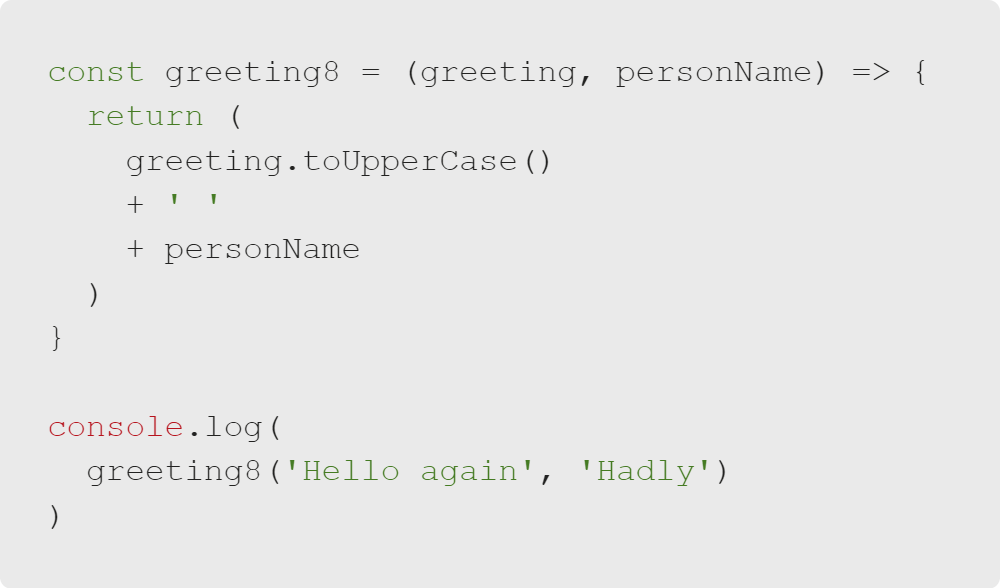 const greeting8 = (greeting, personName) => {
  return (
    greeting.toUpperCase()
    + ' '
    + personName
  )
}

console.log(
  greeting8('Hello again', 'Hadly')
)